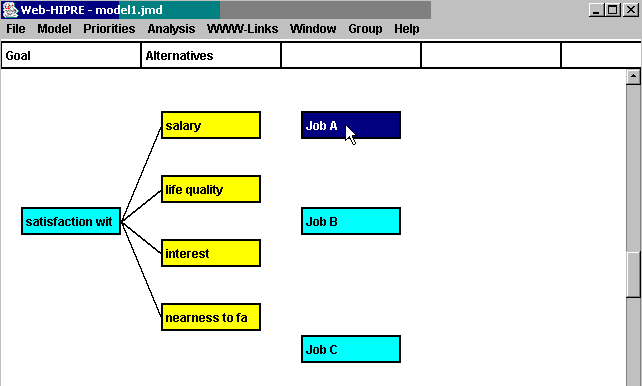 Web-HIPRE - model1.jmd
File Model Priorities Analysis WWW-Links Window Group Help
Goal Alternatives
salary Job A
life quality
satisfaction wit Job B
interest
nearness to fa
Job C